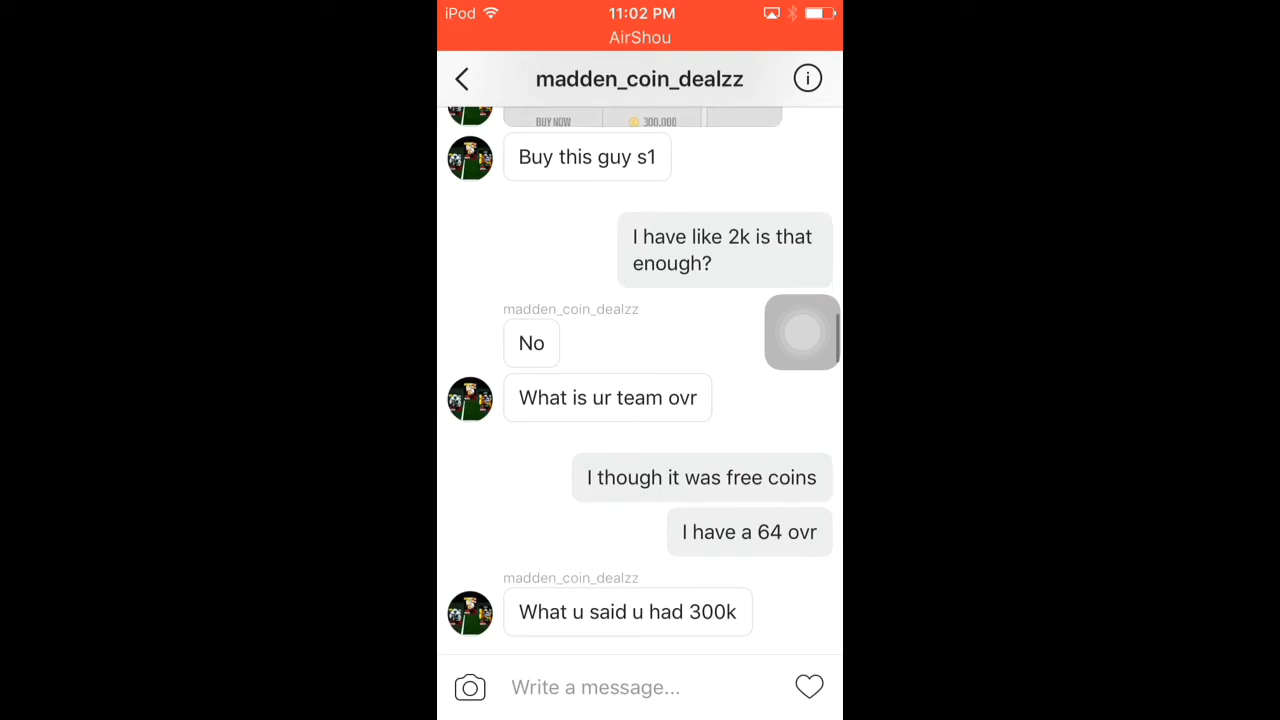 iPod 11:02 PM
AirShou
madden_coin_dealzz
BUY NOW 300,000
Buy this guy s1
I have like 2k is that
enough?
madden_coin_dealzz
No
What is ur team ovr
I though it was free coins
I have a 64 ovr
madden_coin_dealzz
What u said u had 300k
Write a message...